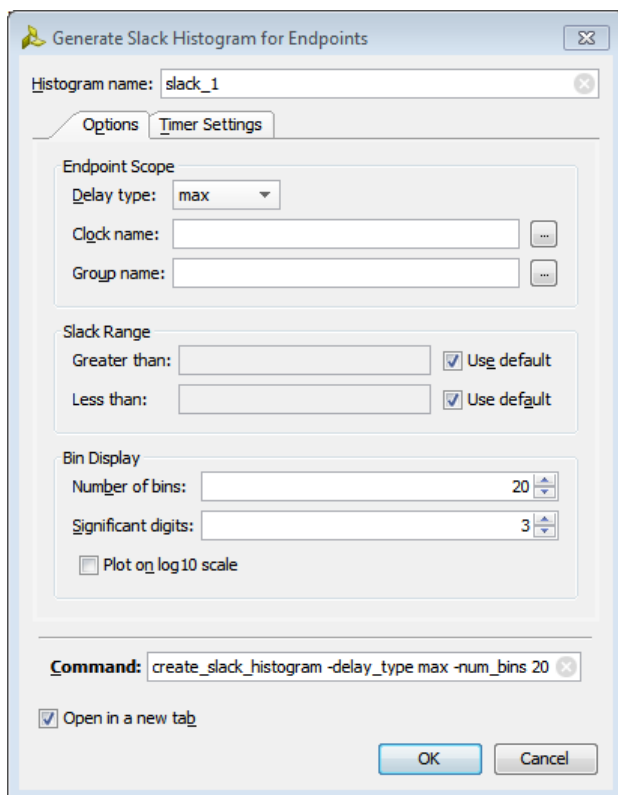 Generate Slack Histogram for Endpoints
Histogram name: slack_1
Options Timer Settings
Endpoint Scope
Delay type: max
Clock name: ...
Group name: ...
Slack Range
Greater than: Use default
Less than: Use default
Bin Display
Number of bins: 20
Significant digits: 3
Plot on log10 scale
Command: create_slack_histogram -delay_type max -num_bins 20
Open in a new tab
OK Cancel